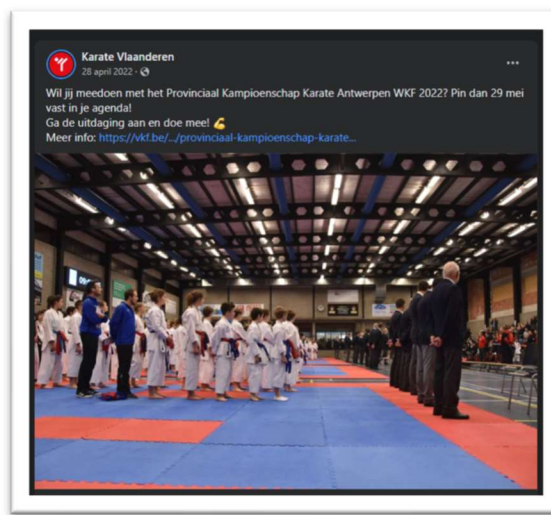 Karate Vlaanderen
28 april 2022 ·
Wil jij meedoen met het Provinciaal Kampioenschap Karate Antwerpen WKF 2022? Pin dan 29 mei
vast in je agenda!
Ga de uitdaging aan en doe mee! 💪
Meer info: https://vkf.be/.../provinciaal-kampioenschap-karate...